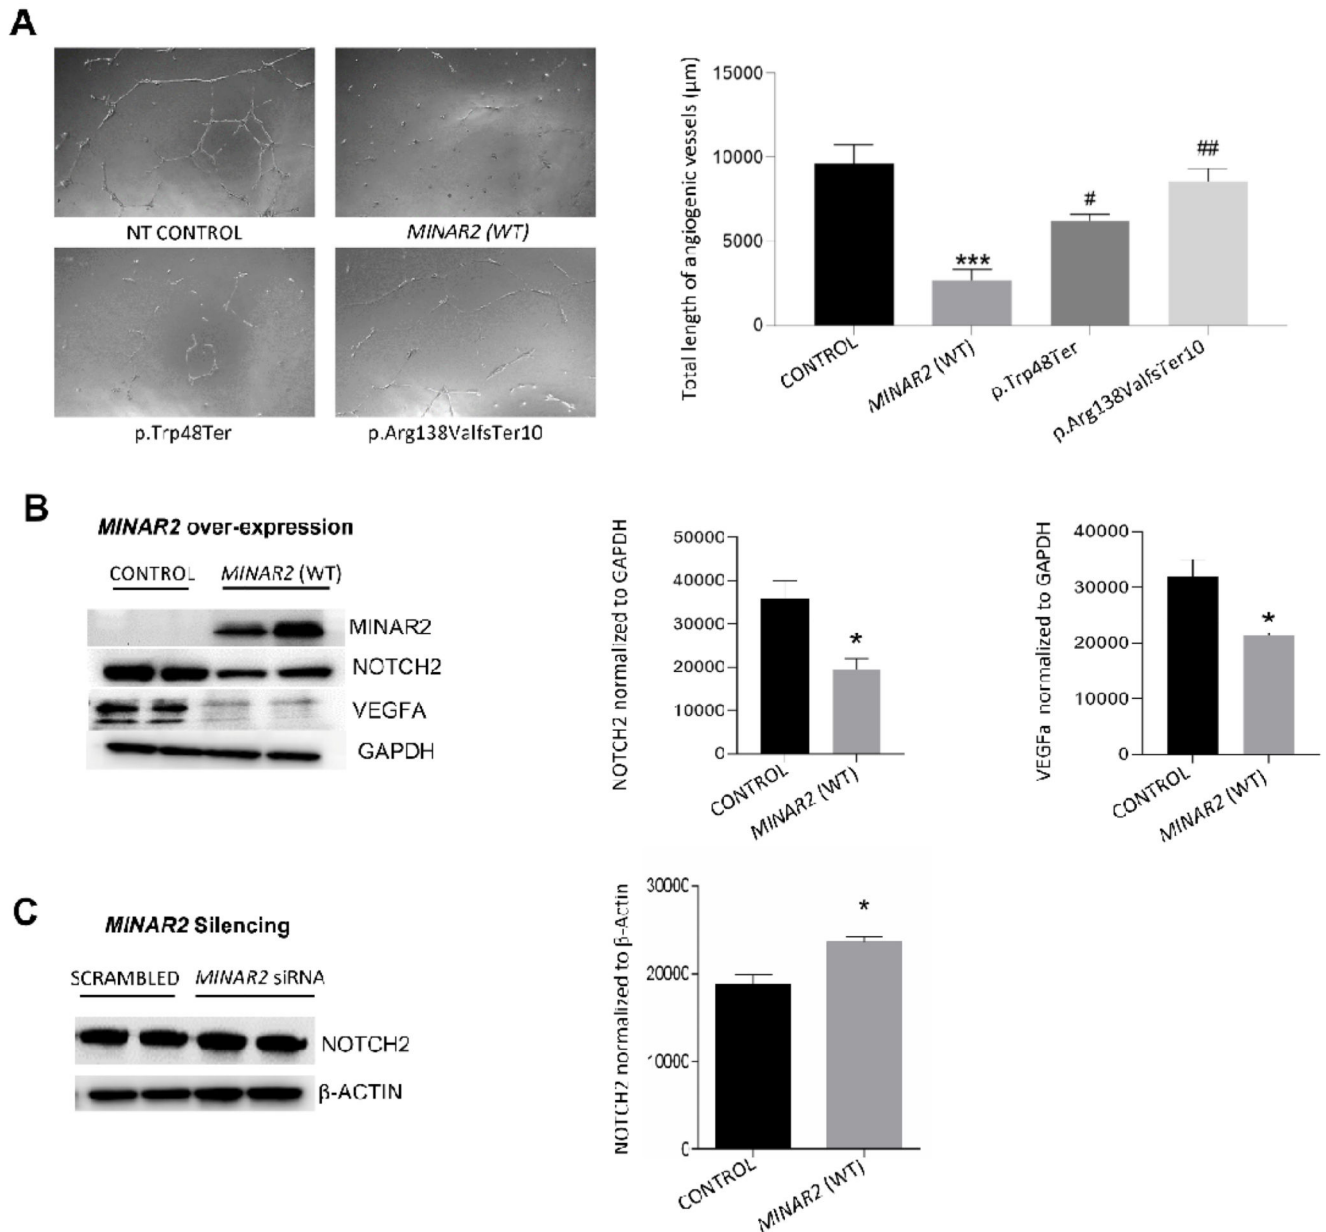 A
NT CONTROL
MINAR2 (WT)
p.Trp48Ter
p.Arg138ValfsTer10
Total length of angiogenic vessels (µm)
15000
10000
5000
0
***
#
##
CONTROL
MINAR2 (WT)
p.Trp48Ter
p.Arg138ValfsTer10
B
MINAR2 over-expression
CONTROL
MINAR2 (WT)
MINAR2
NOTCH2
VEGFA
GAPDH
NOTCH2 normalized to GAPDH
50000
40000
30000
20000
10000
0
*
CONTROL
MINAR2 (WT)
VEGFa normalized to GAPDH
40000
30000
20000
10000
0
*
CONTROL
MINAR2 (WT)
C
MINAR2 Silencing
SCRAMBLED
MINAR2 siRNA
NOTCH2
β-ACTIN
NOTCH2 normalized to β-Actin
30000
20000
10000
0
*
CONTROL
MINAR2 (WT)